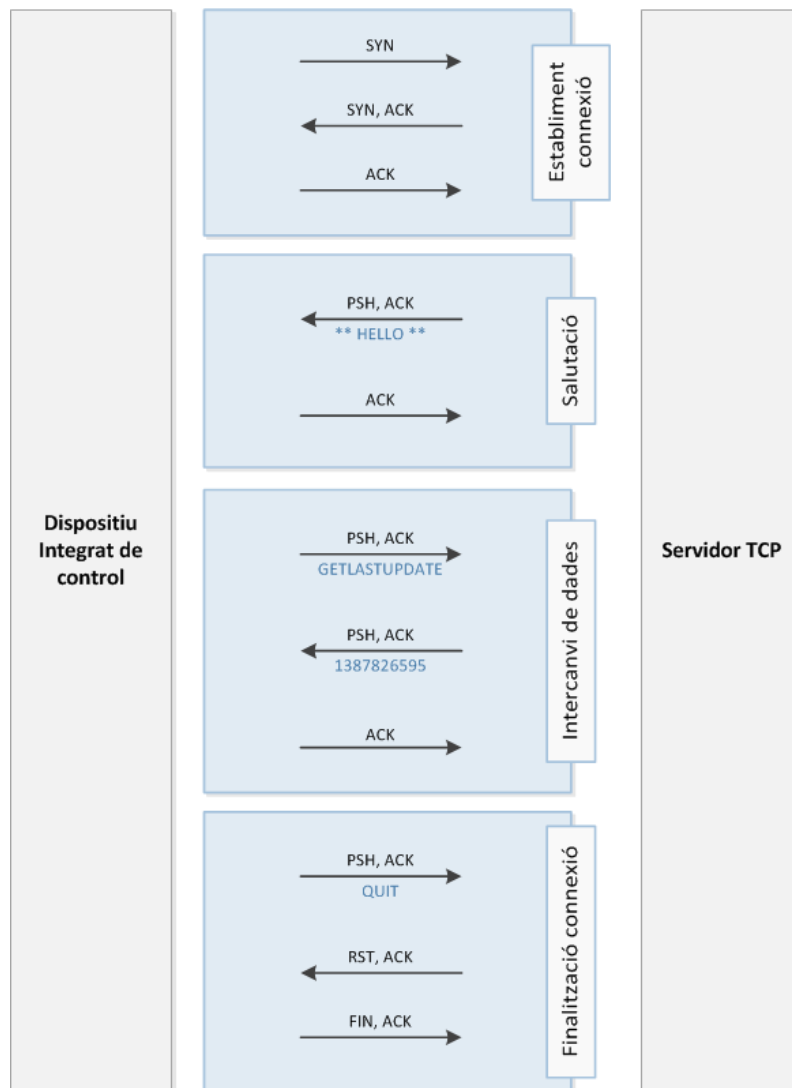 SYN
SYN, ACK
ACK
Establiment
connexió
PSH, ACK
** HELLO **
ACK
Salutació
Dispositiu
Integrat de
control
PSH, ACK
GETLASTUPDATE
PSH, ACK
1387826595
ACK
Intercanvi de dades
Servidor TCP
PSH, ACK
QUIT
RST, ACK
FIN, ACK
Finalització connexió